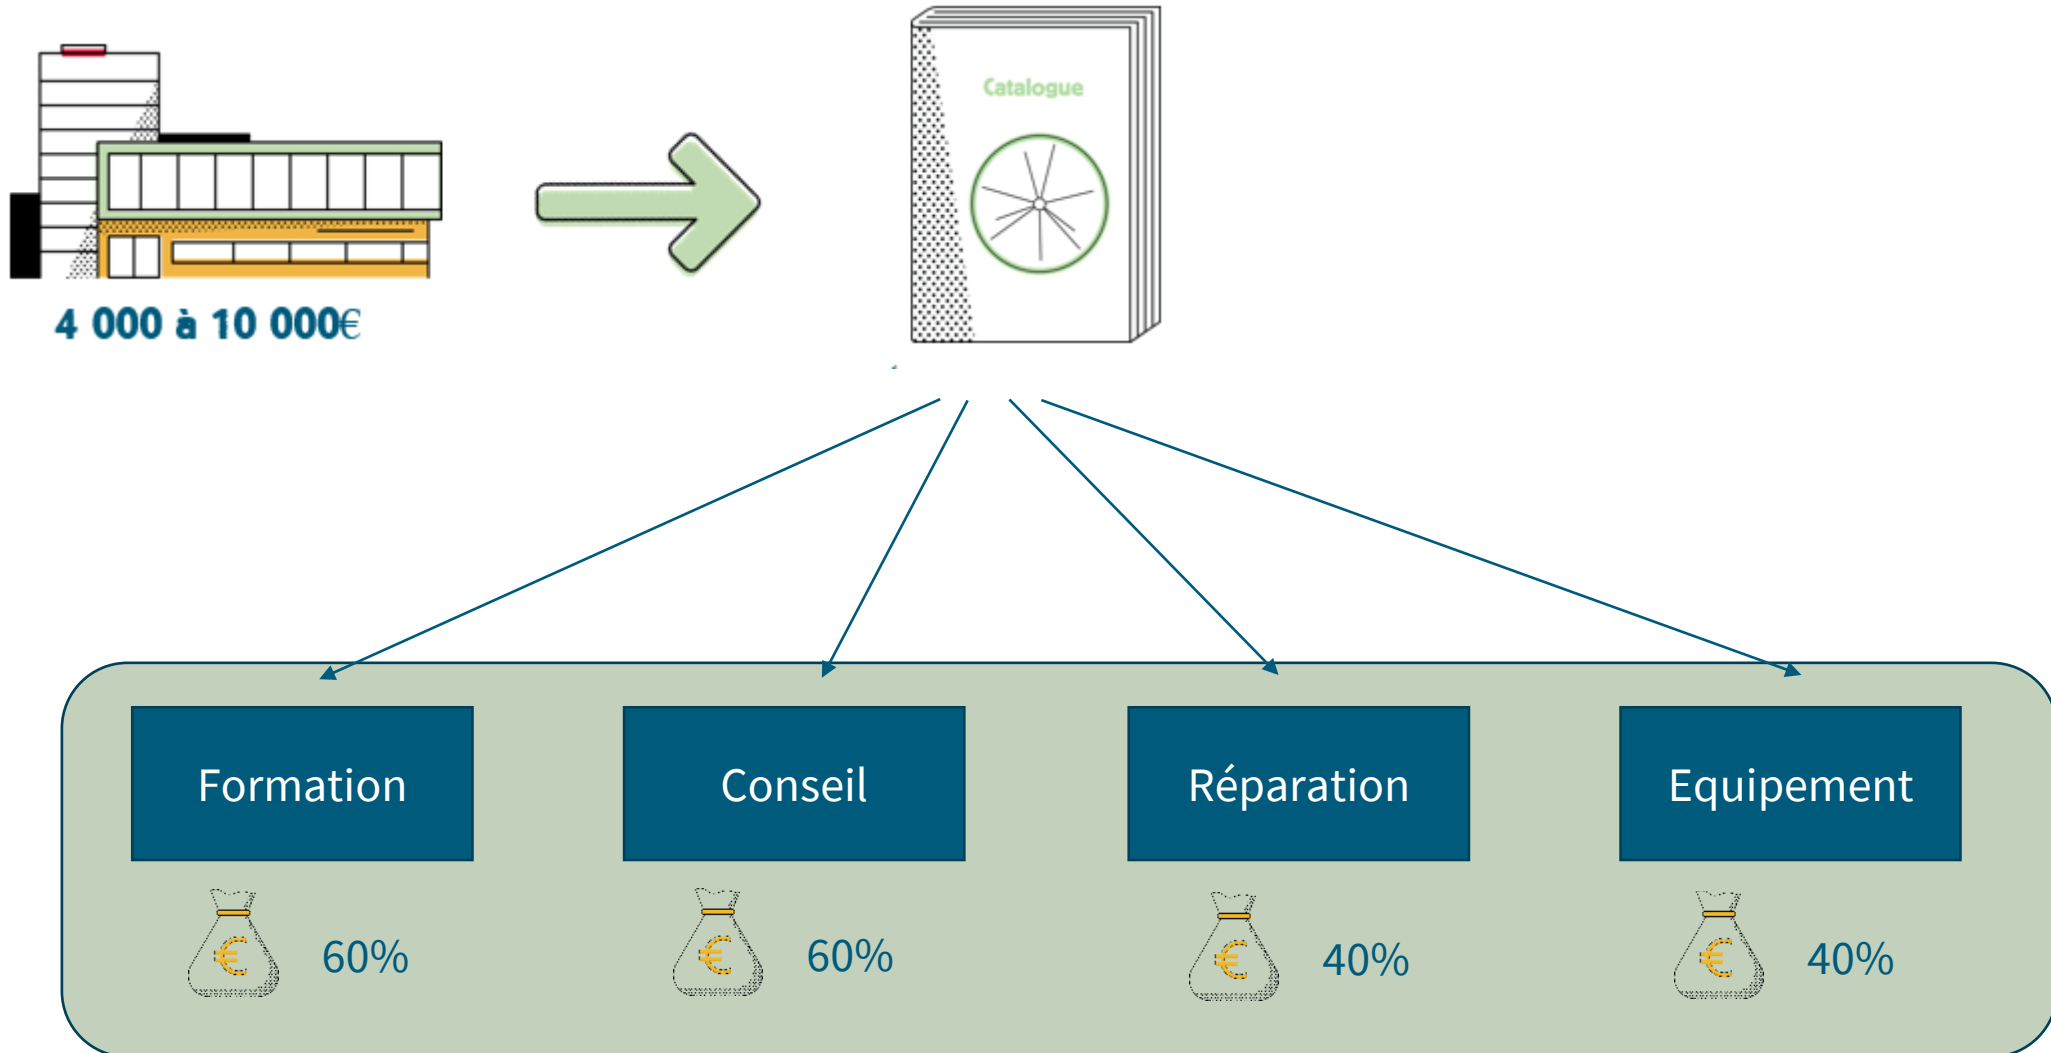 Catalogue
4 000 à 10 000€
Formation
Conseil
Réparation
Equipement
€ 60%
€ 60%
€ 40%
€ 40%